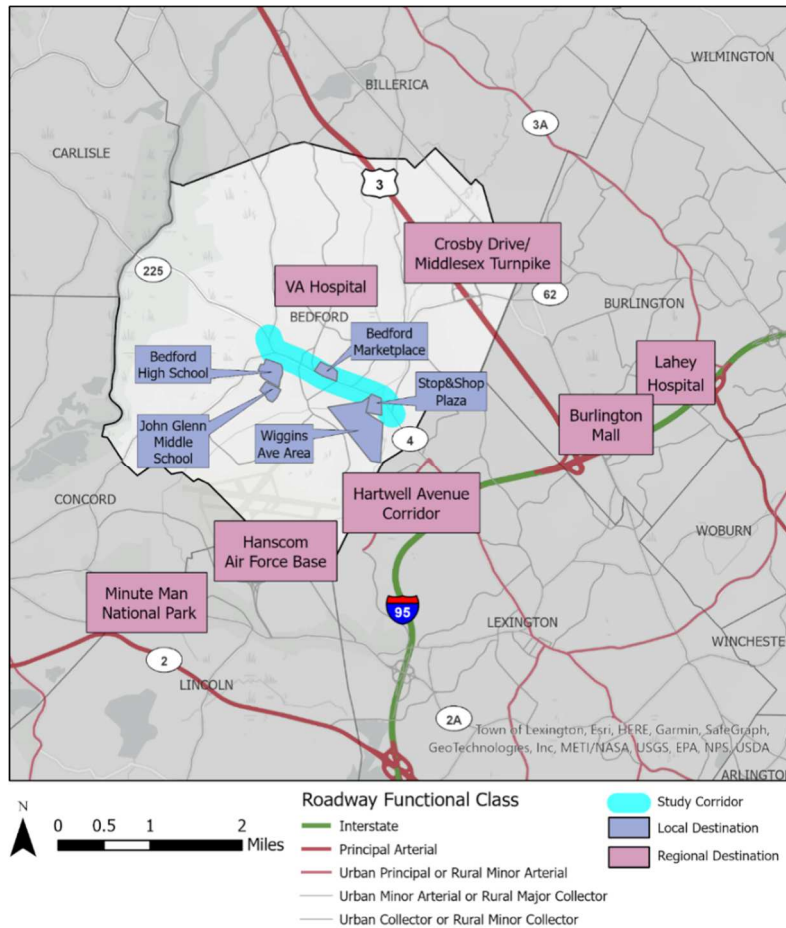 WILMINGTON
BILLERICA
3A
CARLISLE
3
Crosby Drive/
Middlesex Turnpike
225
VA Hospital
62
BURLINGTON
BEDFORD
Bedford
Marketplace
Bedford
High School
Lahey
Hospital
Stop&Shop
Plaza
John Glenn
Middle
School
Wiggins
Ave Area
4
Burlington
Mall
CONCORD
Hartwell Avenue
Corridor
WOBURN
Hanscom
Air Force Base
Minute Man
National Park
95
LEXINGTON
WINCHESTER
2
LINCOLN
2A
Town of Lexington, Esri, HERE, Garmin, SafeGraph,
GeoTechnologies, Inc, METI/NASA, USGS, EPA, NPS, USDA
ARLINGTON
N
0 0.5 1 2
Miles
Roadway Functional Class
Interstate
Principal Arterial
Urban Principal or Rural Minor Arterial
Urban Minor Arterial or Rural Major Collector
Urban Collector or Rural Minor Collector
Study Corridor
Local Destination
Regional Destination